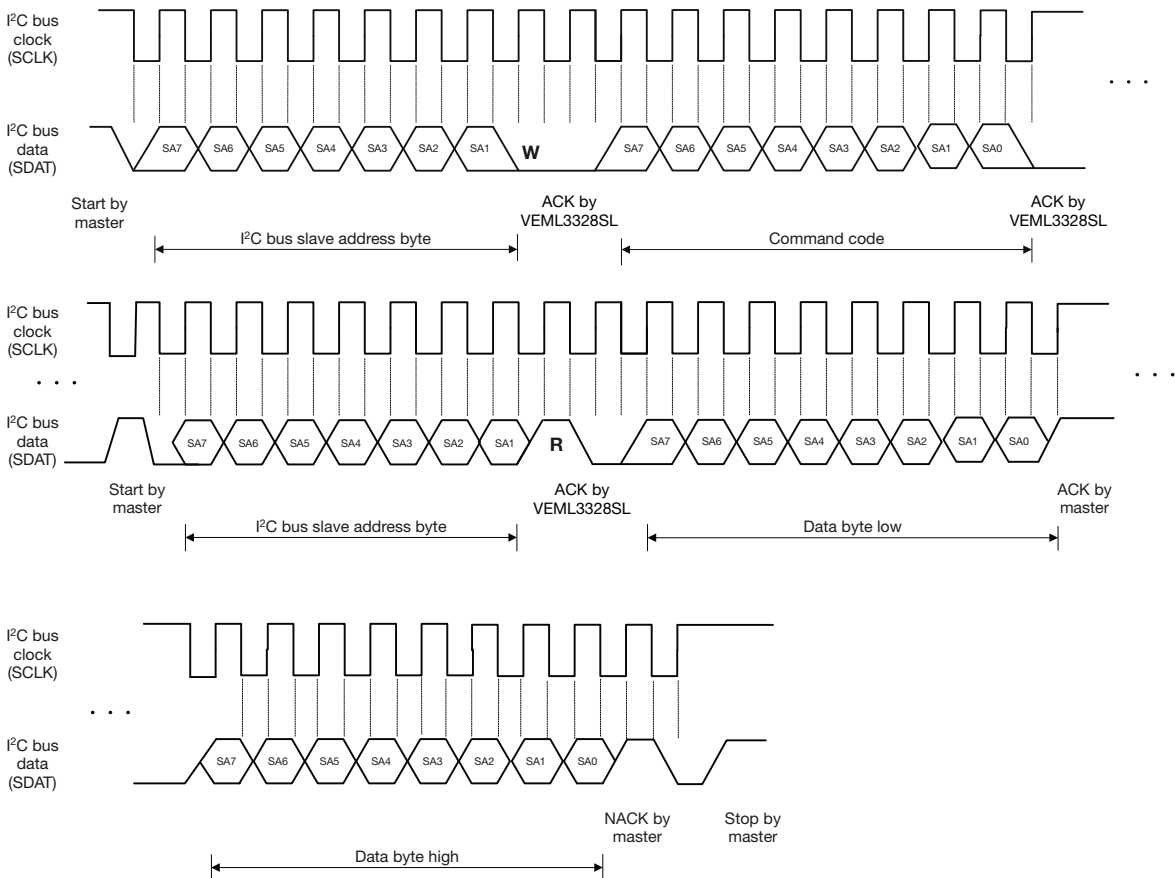 I²C bus
clock
(SCLK)
. . .
I²C bus
data
(SDAT)
SA7 SA6 SA5 SA4 SA3 SA2 SA1 W SA7 SA6 SA5 SA4 SA3 SA2 SA1 SA0
Start by
master
ACK by
VEML3328SL
ACK by
VEML3328SL
I²C bus slave address byte
Command code
I²C bus
clock
(SCLK)
. . .
. . .
I²C bus
data
(SDAT)
SA7 SA6 SA5 SA4 SA3 SA2 SA1 R SA7 SA6 SA5 SA4 SA3 SA2 SA1 SA0
Start by
master
ACK by
VEML3328SL
ACK by
master
I²C bus slave address byte
Data byte low
I²C bus
clock
(SCLK)
. . .
I²C bus
data
(SDAT)
SA7 SA6 SA5 SA4 SA3 SA2 SA1 SA0
NACK by
master
Stop by
master
Data byte high